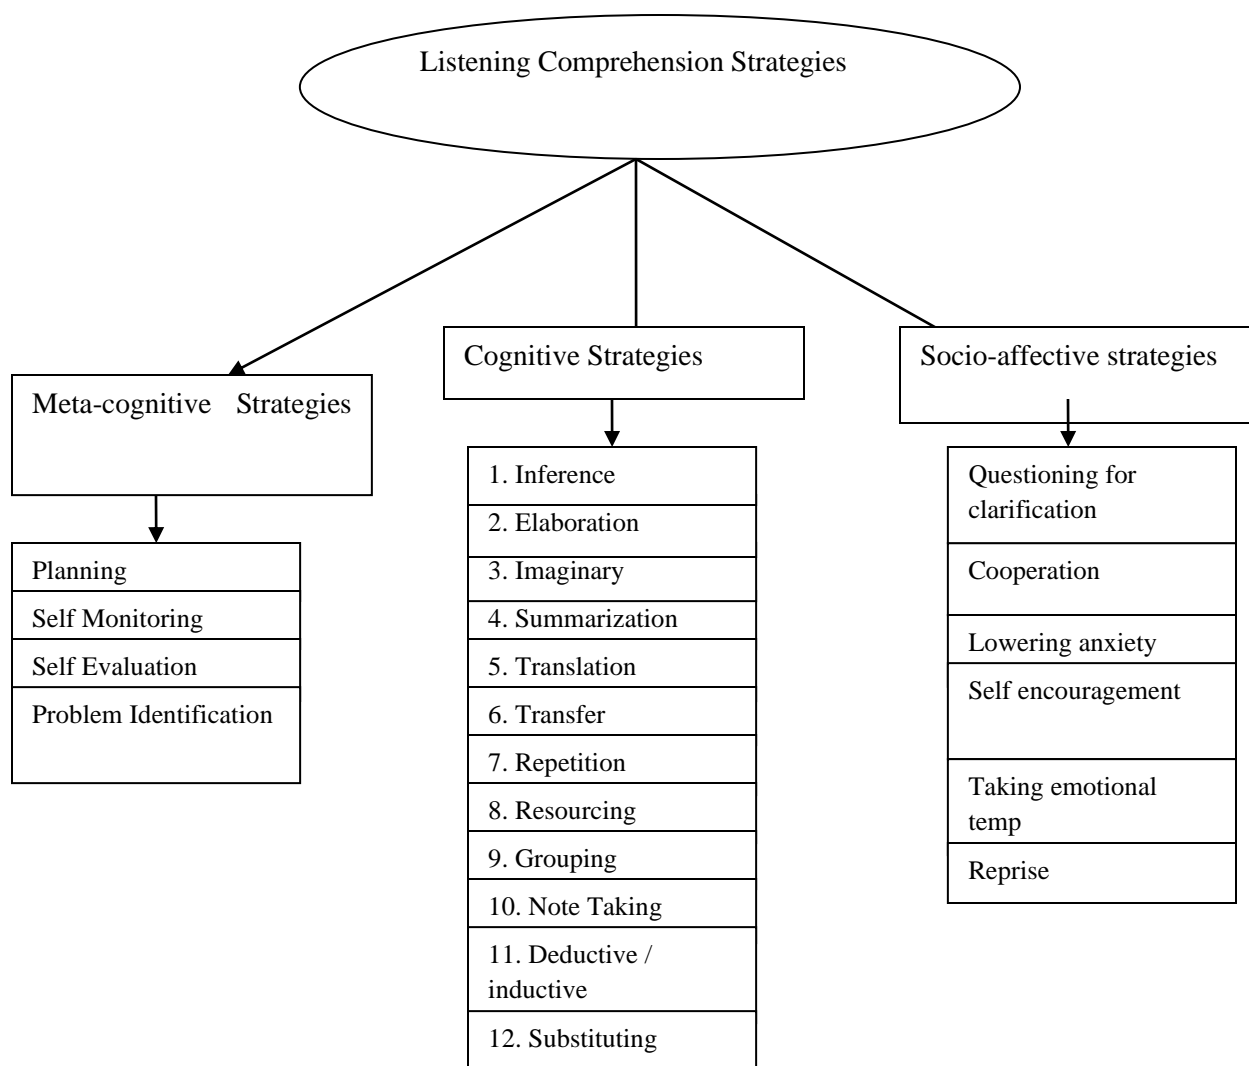 Listening Comprehension Strategies
Meta-cognitive Strategies
Planning
Self Monitoring
Self Evaluation
Problem Identification
Cognitive Strategies
1. Inference
2. Elaboration
3. Imaginary
4. Summarization
5. Translation
6. Transfer
7. Repetition
8. Resourcing
9. Grouping
10. Note Taking
11. Deductive /
inductive
12. Substituting
Socio-affective strategies
Questioning for
clarification
Cooperation
Lowering anxiety
Self encouragement
Taking emotional
temp
Reprise